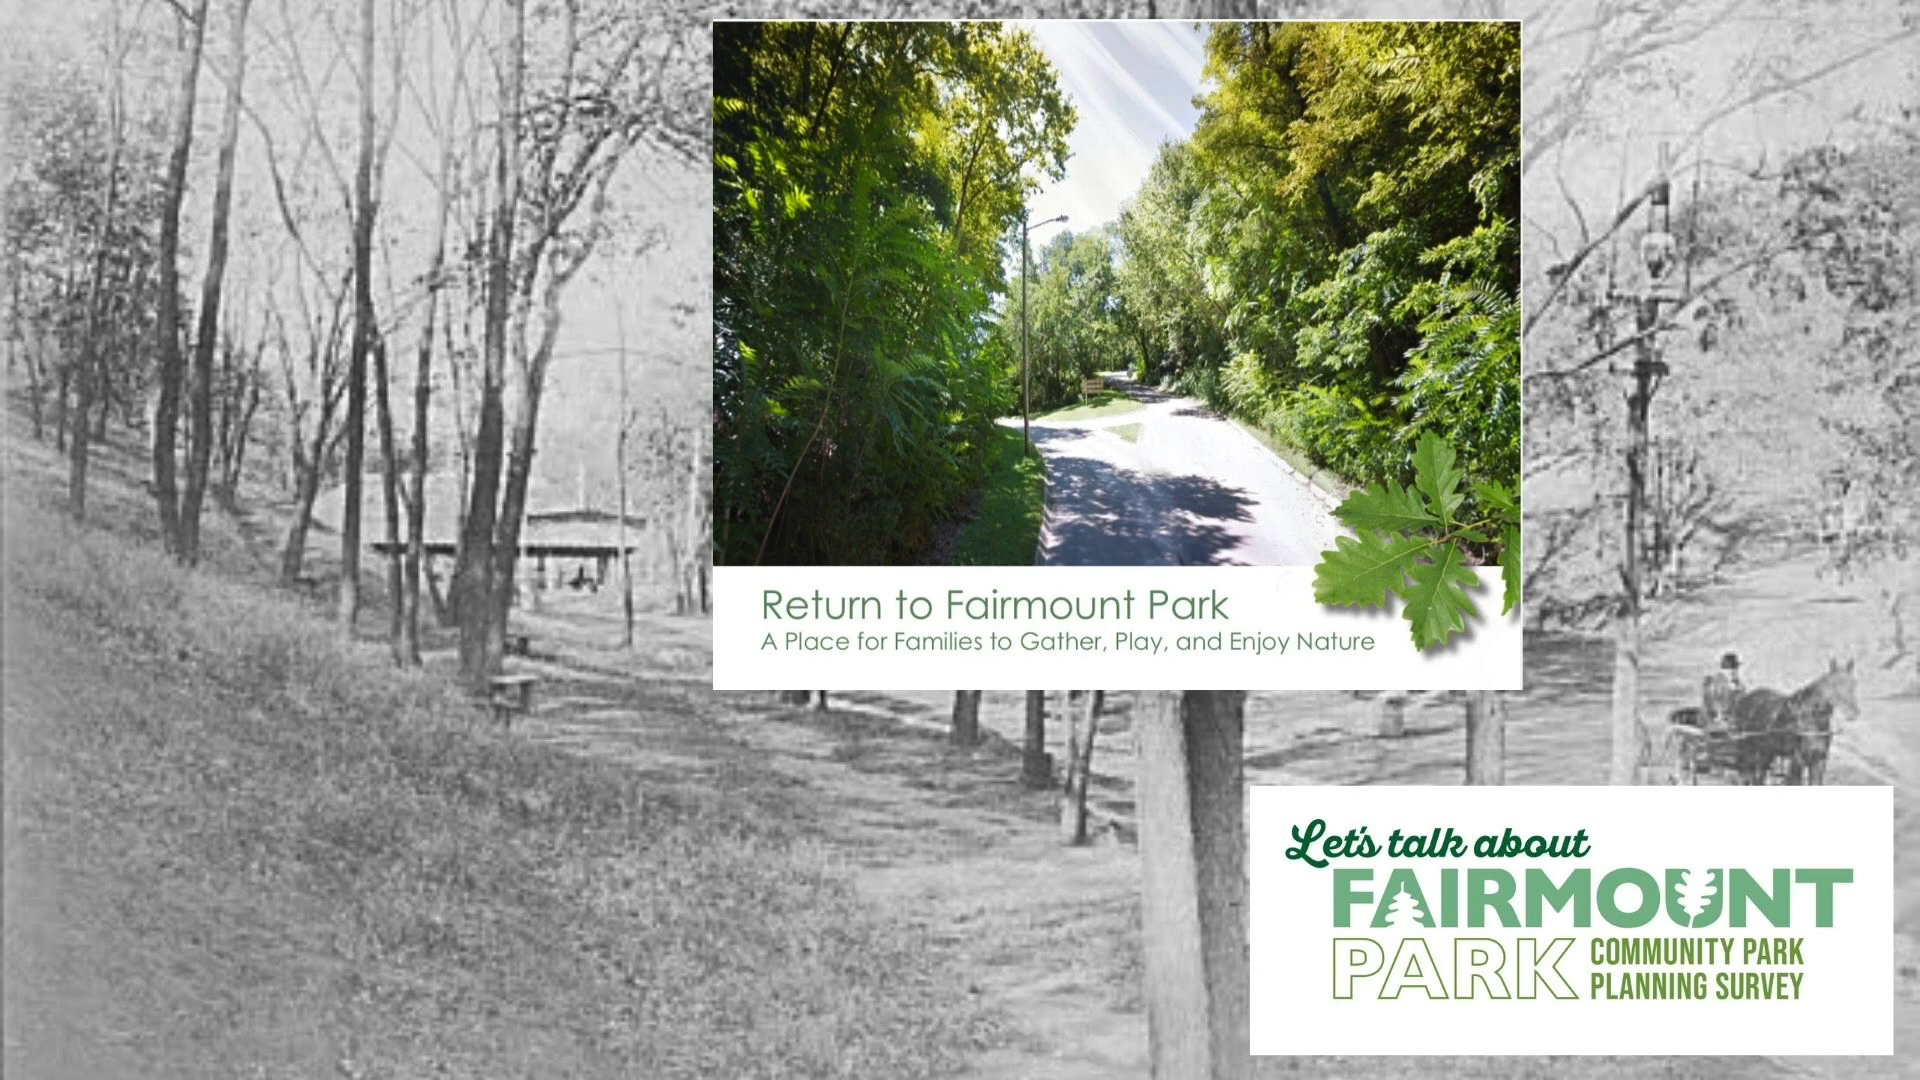 Return to Fairmount Park
A Place for Families to Gather, Play, and Enjoy Nature
Let's talk about
FAIRMOUNT
PARK COMMUNITY PARK
PLANNING SURVEY